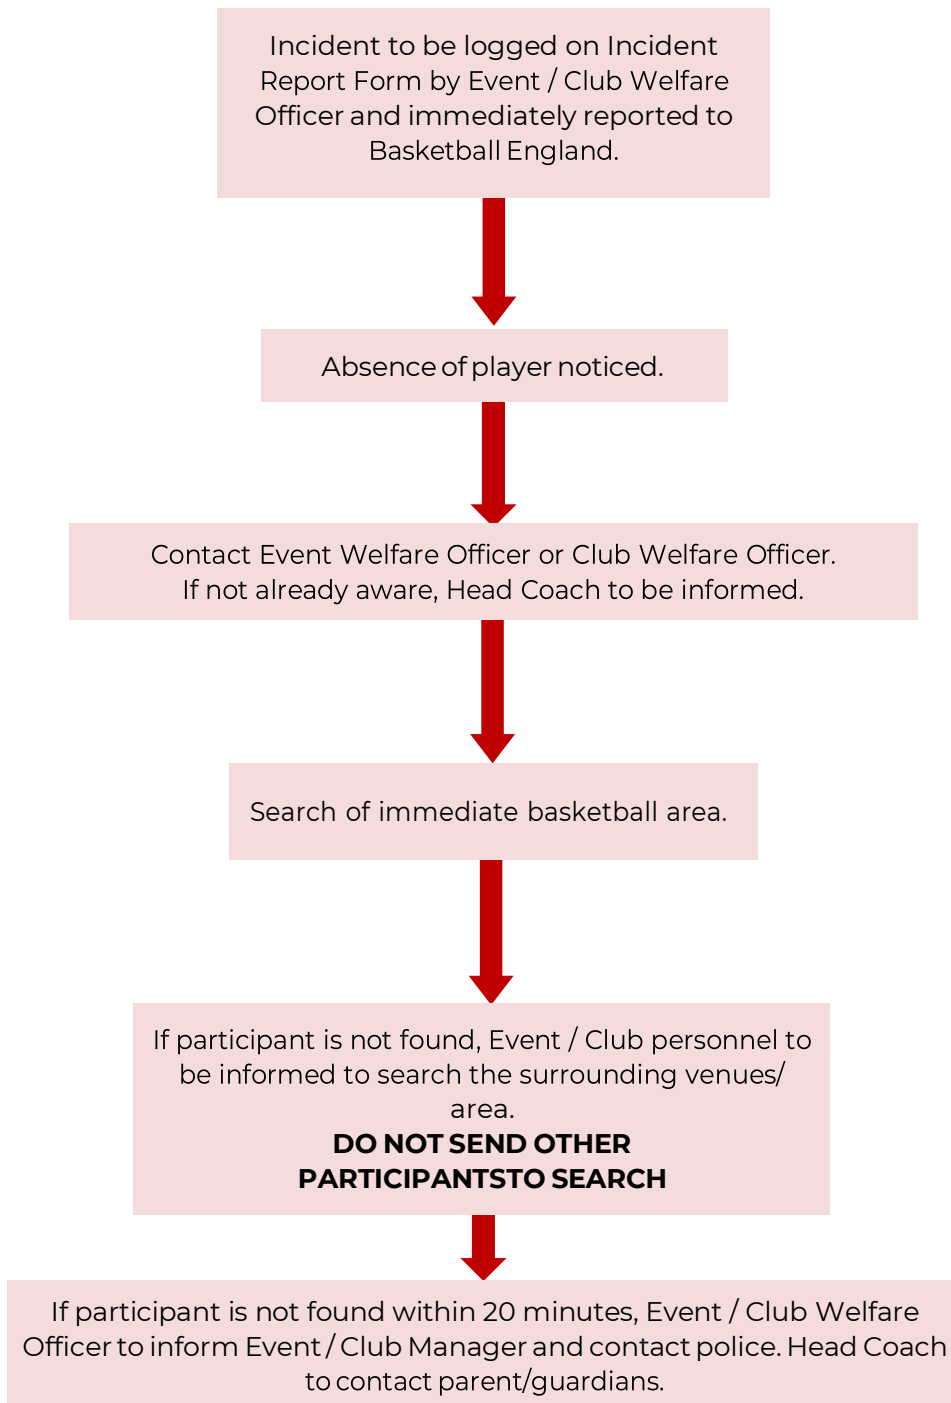 Incident to be logged on Incident
Report Form by Event / Club Welfare
Officer and immediately reported to
Basketball England.
Absence of player noticed.
Contact Event Welfare Officer or Club Welfare Officer.
If not already aware, Head Coach to be informed.
Search of immediate basketball area.
If participant is not found, Event / Club personnel to
be informed to search the surrounding venues/
area.
DO NOT SEND OTHER
PARTICIPANTSTO SEARCH
If participant is not found within 20 minutes, Event / Club Welfare
Officer to inform Event / Club Manager and contact police. Head Coach
to contact parent/guardians.